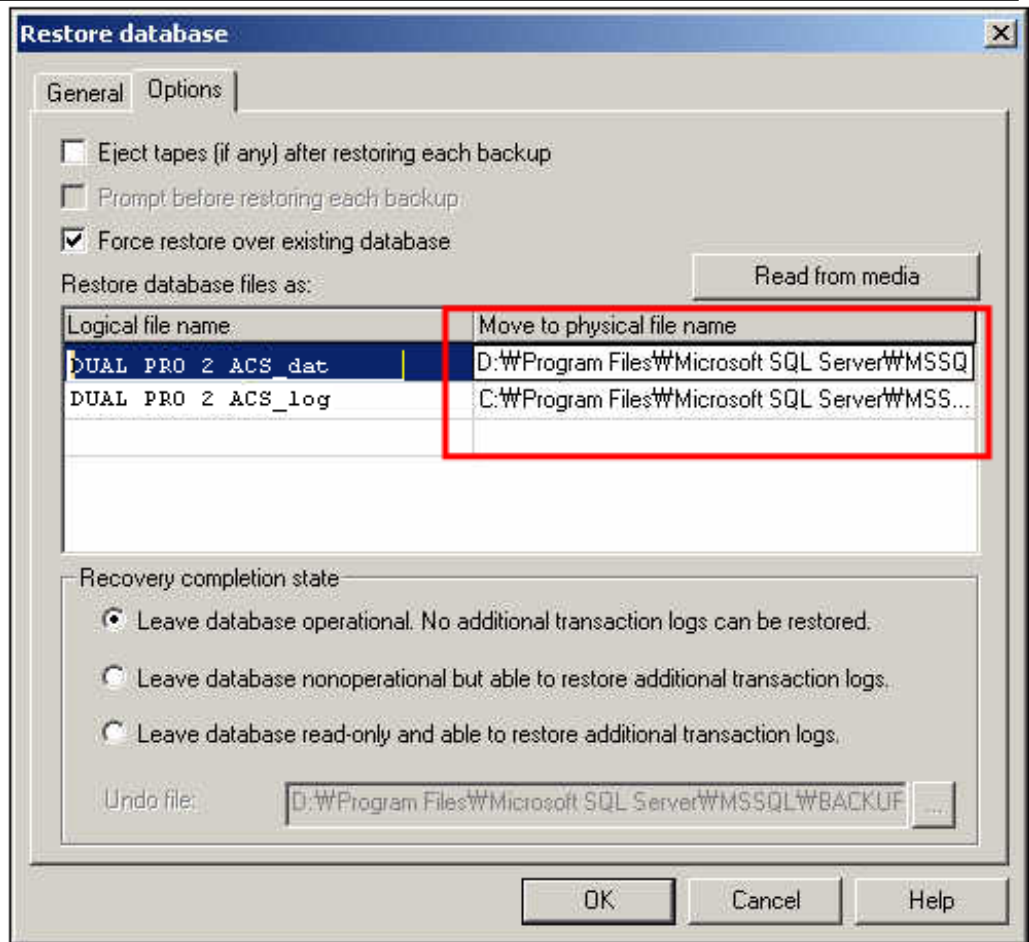 Restore database
General Options
Eject tapes (if any) after restoring each backup
Prompt before restoring each backup
Force restore over existing database
Read from media
Restore database files as:
Logical file name Move to physical file name
DUAL PRO 2 ACS_dat D:₩Program Files₩Microsoft SQL Server₩MSSQ
DUAL PRO 2 ACS_log C:₩Program Files₩Microsoft SQL Server₩MSS...
Recovery completion state
Leave database operational. No additional transaction logs can be restored.
Leave database nonoperational but able to restore additional transaction logs.
Leave database read-only and able to restore additional transaction logs.
Undo file: D:₩Program Files₩Microsoft SQL Server₩MSSQL₩BACKUF ...
OK Cancel Help